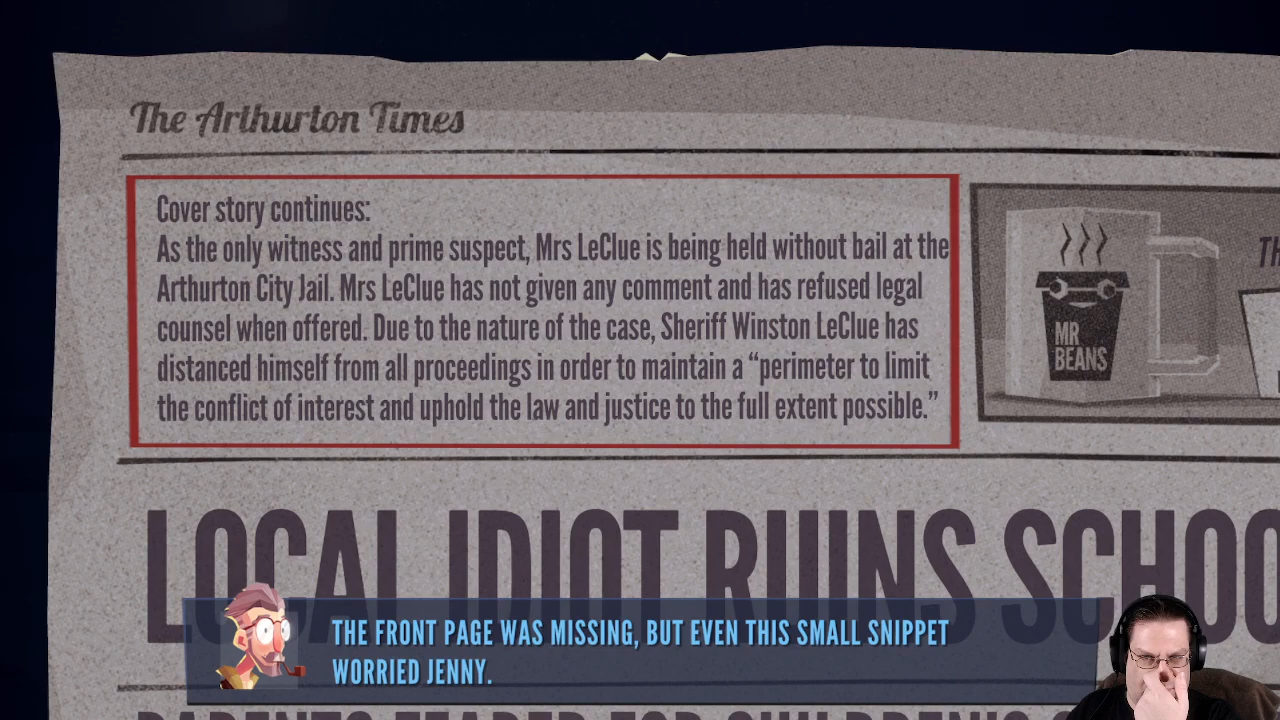 The Arthurton Times
Cover story continues:
As the only witness and prime suspect, Mrs LeClue is being held without bail at the
Arthurton City Jail. Mrs LeClue has not given any comment and has refused legal
counsel when offered. Due to the nature of the case, Sheriff Winston LeClue has
distanced himself from all proceedings in order to maintain a “perimeter to limit
the conflict of interest and uphold the law and justice to the full extent possible.”
MR
BEANS
Th
LOCAL IDIOT RUINS SCHOO
THE FRONT PAGE WAS MISSING, BUT EVEN THIS SMALL SNIPPET
WORRIED JENNY.